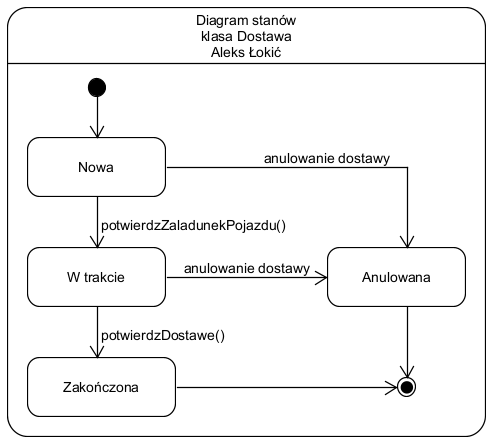 Diagram stanów
klasa Dostawa
Aleks Łokić
Nowa
anulowanie dostawy
potwierdzZaladunekPojazdu()
W trakcie
anulowanie dostawy
Anulowana
potwierdzDostawe()
Zakończona